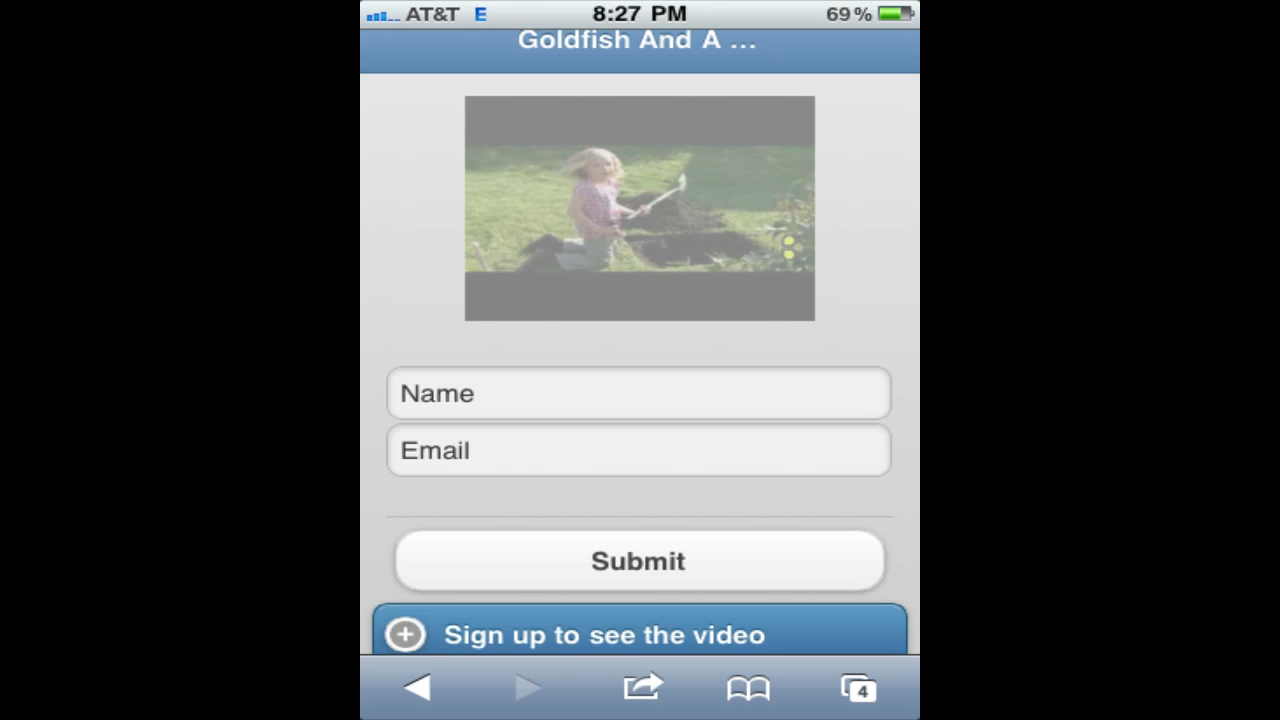 AT&T E 8:27 PM 69%
Goldfish And A ...
Name
Email
Submit
Sign up to see the video
4